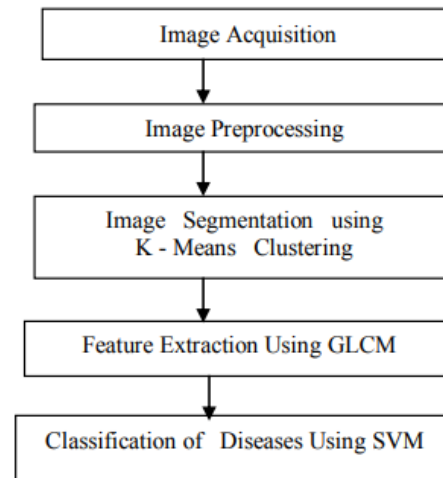 Image Acquisition
Image Preprocessing
Image Segmentation using
K - Means Clustering
Feature Extraction Using GLCM
Classification of Diseases Using SVM